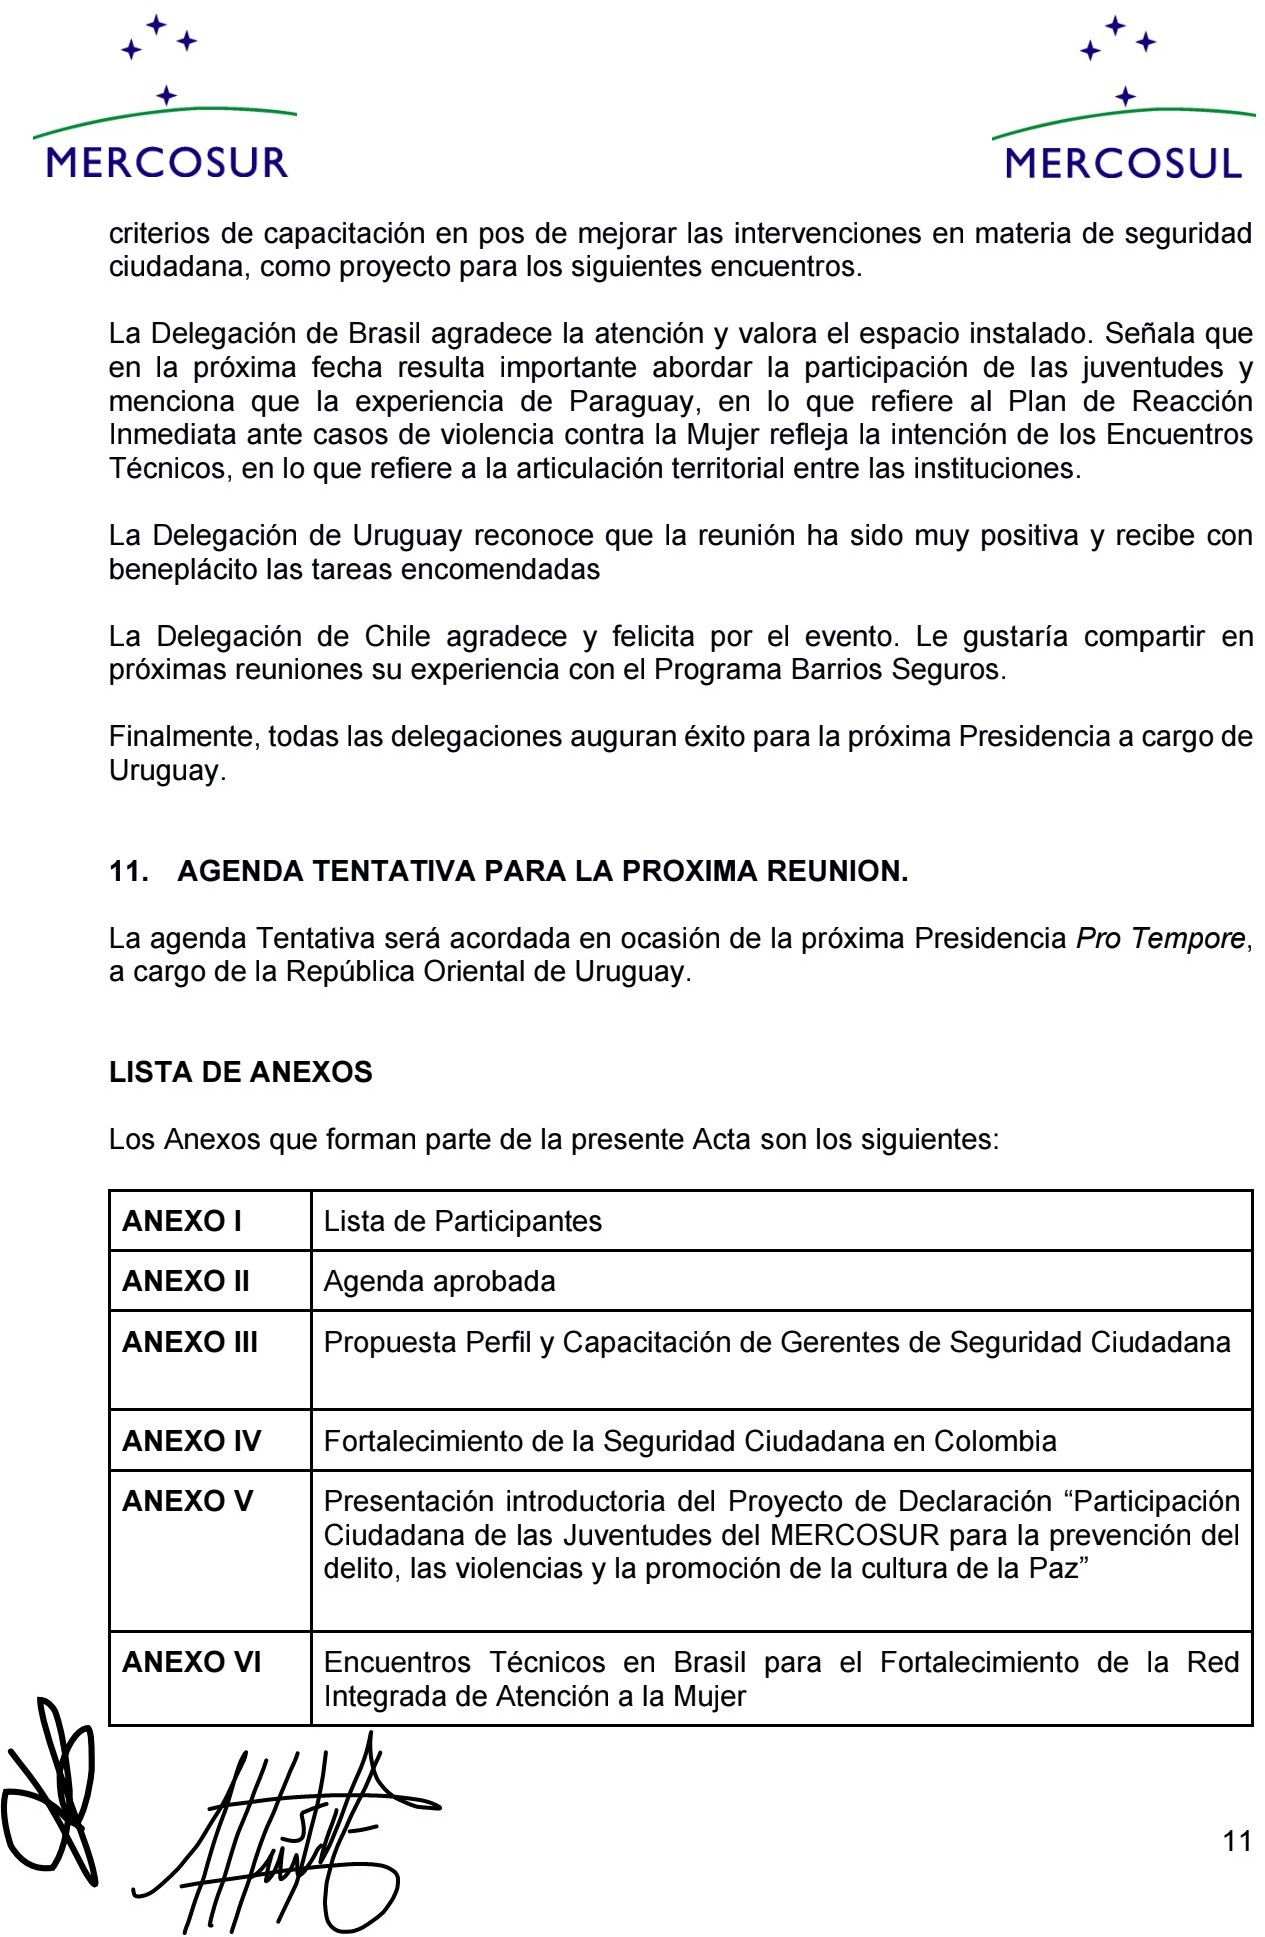 MERCOSUR
MERCOSUL
criterios de capacitación en pos de mejorar las intervenciones en materia de seguridad
ciudadana, como proyecto para los siguientes encuentros.
La Delegación de Brasil agradece la atención y valora el espacio instalado. Señala que
en la próxima fecha resulta importante abordar la participación de las juventudes y
menciona que la experiencia de Paraguay, en lo que refiere al Plan de Reacción
Inmediata ante casos de violencia contra la Mujer refleja la intención de los Encuentros
Técnicos, en lo que refiere a la articulación territorial entre las instituciones.
La Delegación de Uruguay reconoce que la reunión ha sido muy positiva y recibe con
beneplácito las tareas encomendadas
La Delegación de Chile agradece y felicita por el evento. Le gustaría compartir en
próximas reuniones su experiencia con el Programa Barrios Seguros.
Finalmente, todas las delegaciones auguran éxito para la próxima Presidencia a cargo de
Uruguay.
11. AGENDA TENTATIVA PARA LA PROXIMA REUNION.
La agenda Tentativa será acordada en ocasión de la próxima Presidencia Pro Tempore,
a cargo de la República Oriental de Uruguay.
LISTA DE ANEXOS
Los Anexos que forman parte de la presente Acta son los siguientes:
ANEXO I Lista de Participantes
ANEXO II Agenda aprobada
ANEXO III Propuesta Perfil y Capacitación de Gerentes de Seguridad Ciudadana
ANEXO IV Fortalecimiento de la Seguridad Ciudadana en Colombia
ANEXO V Presentación introductoria del Proyecto de Declaración “Participación
Ciudadana de las Juventudes del MERCOSUR para la prevención del
delito, las violencias y la promoción de la cultura de la Paz”
ANEXO VI Encuentros Técnicos en Brasil para el Fortalecimiento de la Red
Integrada de Atención a la Mujer
11